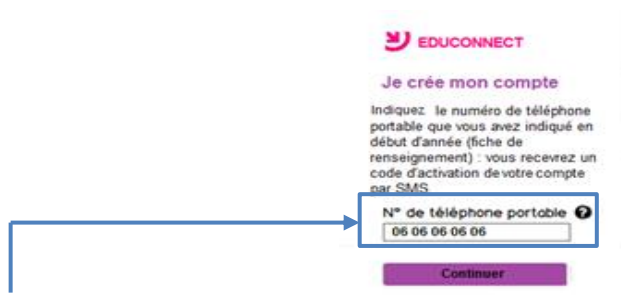 EDUCONNECT
Je crée mon compte
Indiquez le numéro de téléphone
portable que vous avez indiqué en
début d'année (fiche de
renseignement) : vous recevrez un
code d'activation de votre compte
par SMS
N° de téléphone portable ?
06 06 06 06 06
Continuer